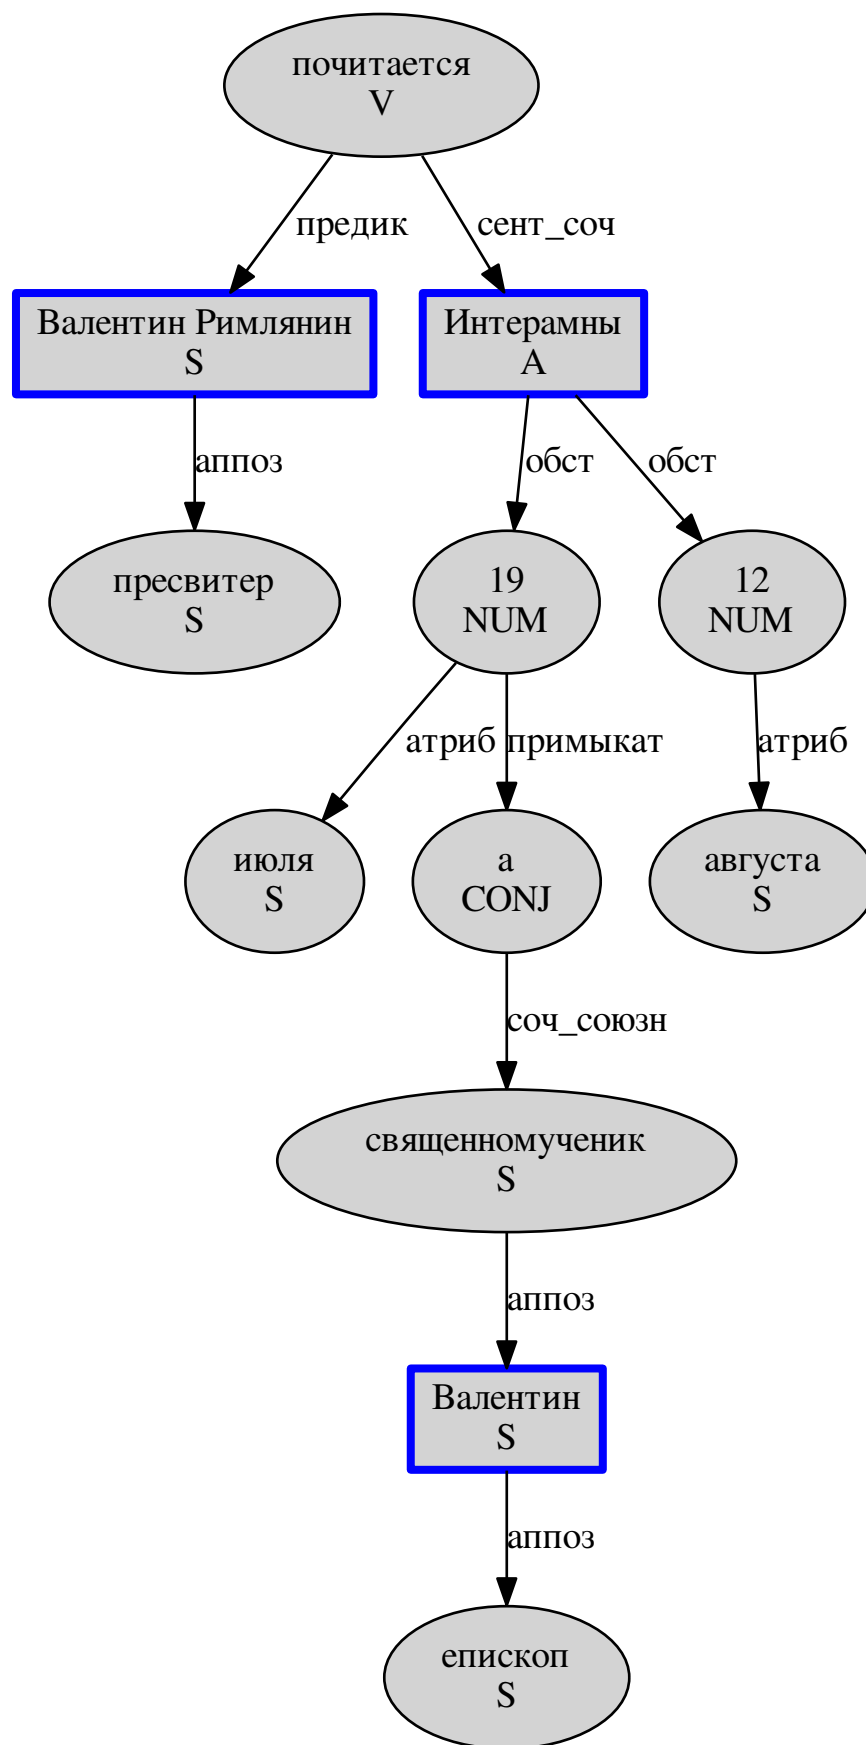 почитается
V
предик
сент_соч
Валентин Римлянин
S
Интерамны
A
аппоз
обст
обст
пресвитер
S
19
NUM
12
NUM
атриб
примыкат
атриб
июля
S
а
CONJ
августа
S
соч_союзн
священномученик
S
аппоз
Валентин
S
аппоз
епископ
S